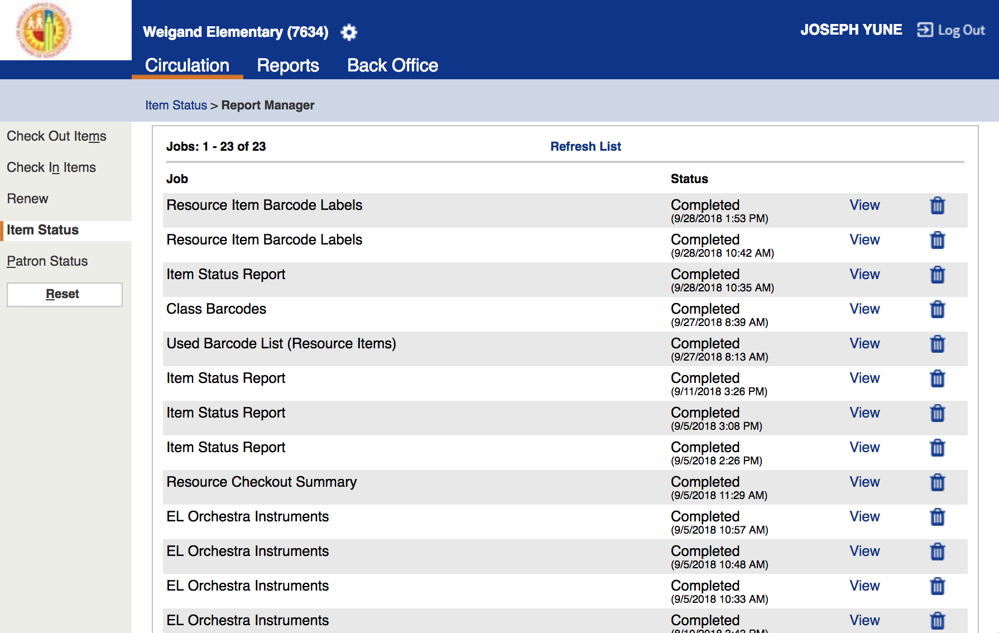 Weigand Elementary (7634)
JOSEPH YUNE
Log Out
Circulation
Reports
Back Office
Item Status > Report Manager
Check Out Items
Check In Items
Renew
Item Status
Patron Status
Reset
Jobs: 1 - 23 of 23
Refresh List
Job
Status
Resource Item Barcode Labels
Completed
View
(9/28/2018 1:53 PM)
Resource Item Barcode Labels
Completed
View
(9/28/2018 10:42 AM)
Item Status Report
Completed
View
(9/28/2018 10:35 AM)
Class Barcodes
Completed
View
(9/27/2018 8:39 AM)
Used Barcode List (Resource Items)
Completed
View
(9/27/2018 8:13 AM)
Item Status Report
Completed
View
(9/11/2018 3:26 PM)
Item Status Report
Completed
View
(9/5/2018 3:08 PM)
Item Status Report
Completed
View
(9/5/2018 2:26 PM)
Resource Checkout Summary
Completed
View
(9/5/2018 11:29 AM)
EL Orchestra Instruments
Completed
View
(9/5/2018 10:57 AM)
EL Orchestra Instruments
Completed
View
(9/5/2018 10:48 AM)
EL Orchestra Instruments
Completed
View
(9/5/2018 10:33 AM)
EL Orchestra Instruments
Completed
View